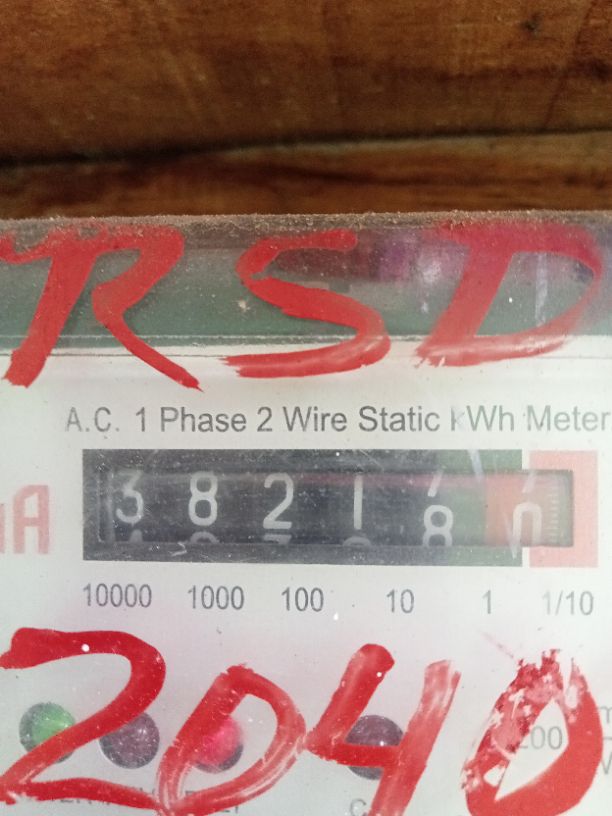 RSD
A.C. 1 Phase 2 Wire Static kWh Meter
3 8 2 1 8 0
10000 1000 100 10 1 1/10
2040